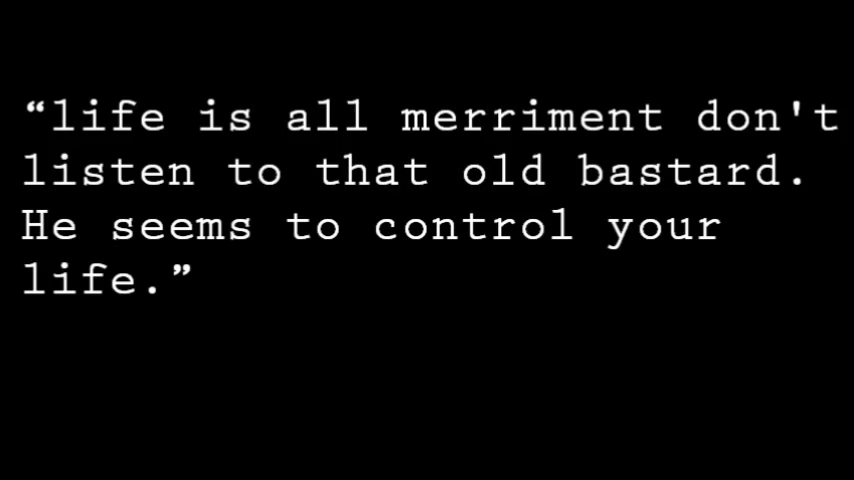 “life is all merriment don't
listen to that old bastard.
He seems to control your
life.”